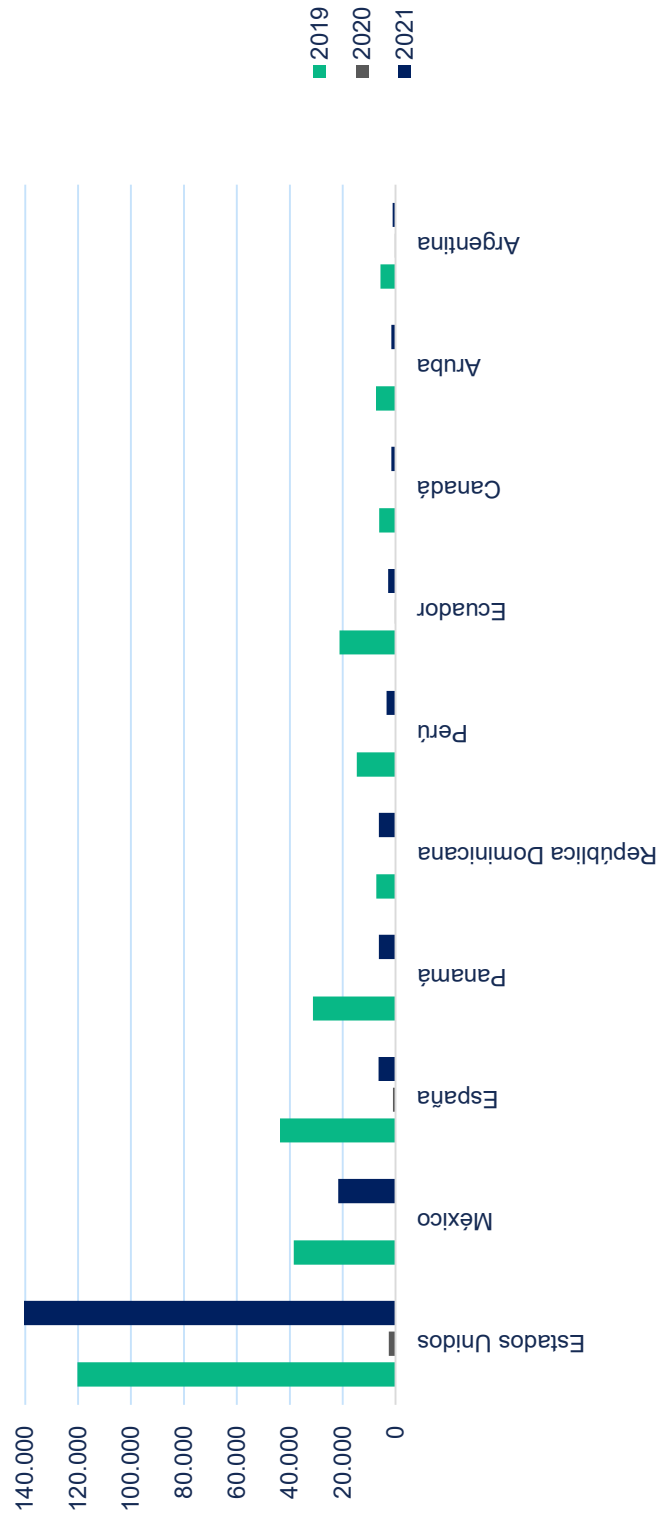 140.000
120.000
100.000
80.000
60.000
40.000
20.000
0
Estados Unidos
México
España
Panamá
República Dominicana
Perú
Ecuador
Canadá
Aruba
Argentina
2019
2020
2021